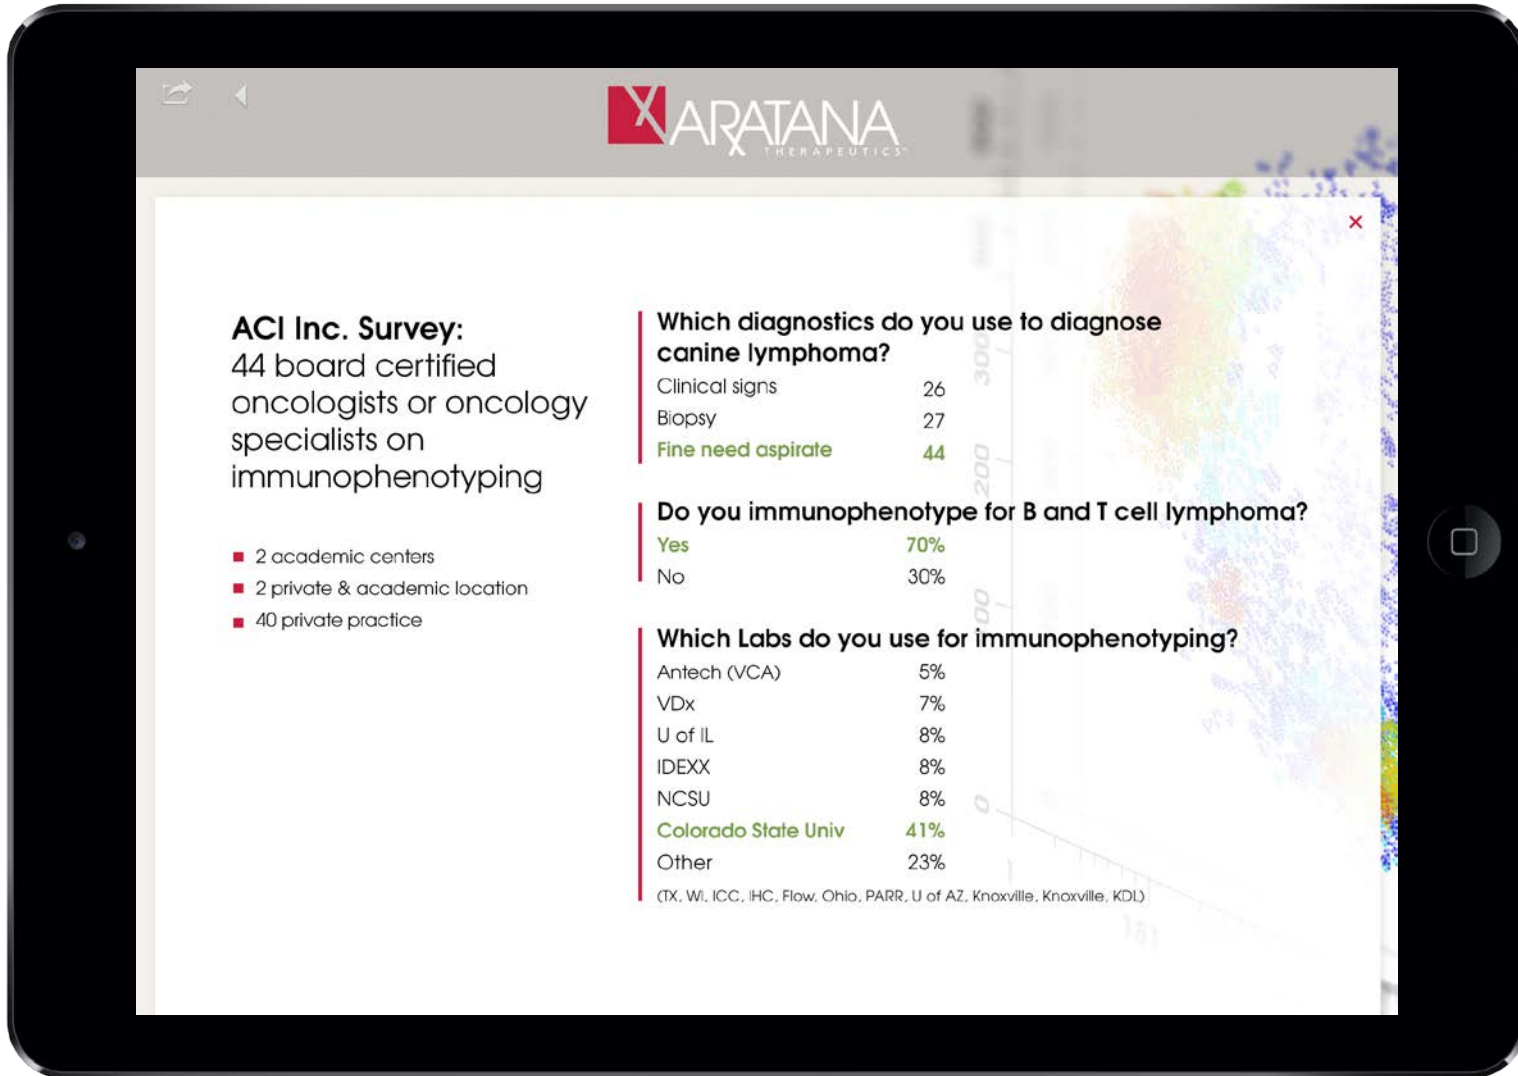 ARATANA
THERAPEUTICS
ACI Inc. Survey:
44 board certified
oncologists or oncology
specialists on
immunophenotyping
2 academic centers
2 private & academic location
40 private practice
Which diagnostics do you use to diagnose
canine lymphoma?
Clinical signs 26
Biopsy 27
Fine need aspirate 44
Do you immunophenotype for B and T cell lymphoma?
Yes 70%
No 30%
Which Labs do you use for immunophenotyping?
Antech (VCA) 5%
VDx 7%
U of IL 8%
IDEXX 8%
NCSU 8%
Colorado State Univ 41%
Other 23%
(TX, WI, ICC, IHC, Flow, Ohio, PARR, U of AZ, Knoxville, Knoxville, KDL)
300
200
0
181